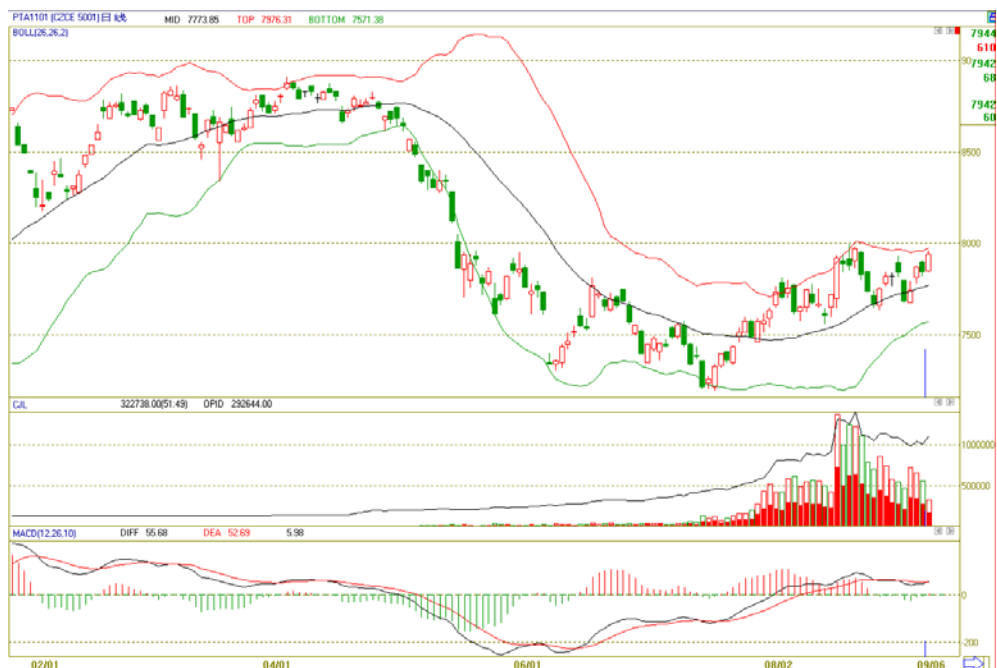 PTA1101 (CZCE 5001)日线 MID 7773.85 TOP 7976.31 BOTTOM 7571.38
BOLL(26,26,2)
7944
610
7942
68
7942
60
8500
8000
7500
CJL 322738.00(51.49) OPID 292644.00
1000000
500000
MACD(12,26,10) DIFF 55.68 DEA 52.69 5.98
0
-200
02/01 04/01 06/01 08/02 09/06